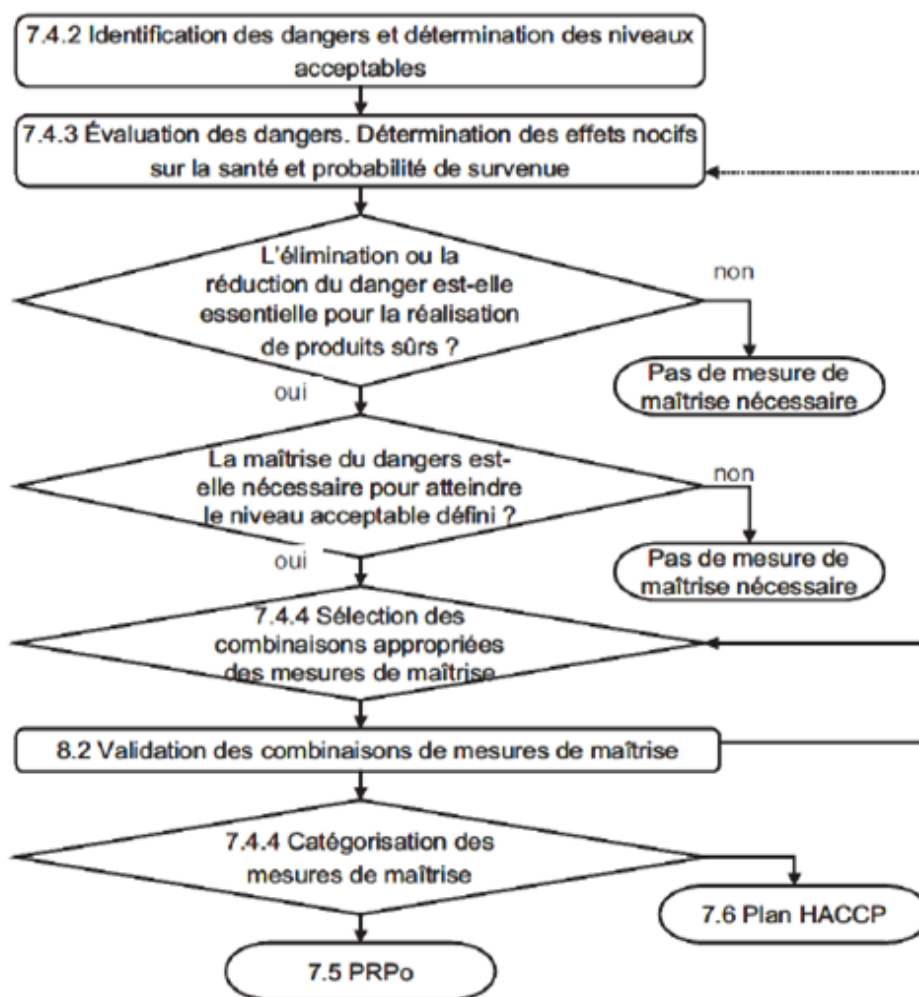 7.4.2 Identification des dangers et détermination des niveaux
acceptables
7.4.3 Évaluation des dangers. Détermination des effets nocifs
sur la santé et probabilité de survenue
L'élimination ou la
réduction du danger est-elle
essentielle pour la réalisation
de produits sûrs ?
non
Pas de mesure de
maîtrise nécessaire
oui
La maîtrise du dangers est-
elle nécessaire pour atteindre
le niveau acceptable défini ?
non
Pas de mesure de
maîtrise nécessaire
oui
7.4.4 Sélection des
combinaisons appropriées
des mesures de maîtrise
8.2 Validation des combinaisons de mesures de maîtrise
7.4.4 Catégorisation des
mesures de maîtrise
7.6 Plan HACCP
7.5 PRPo